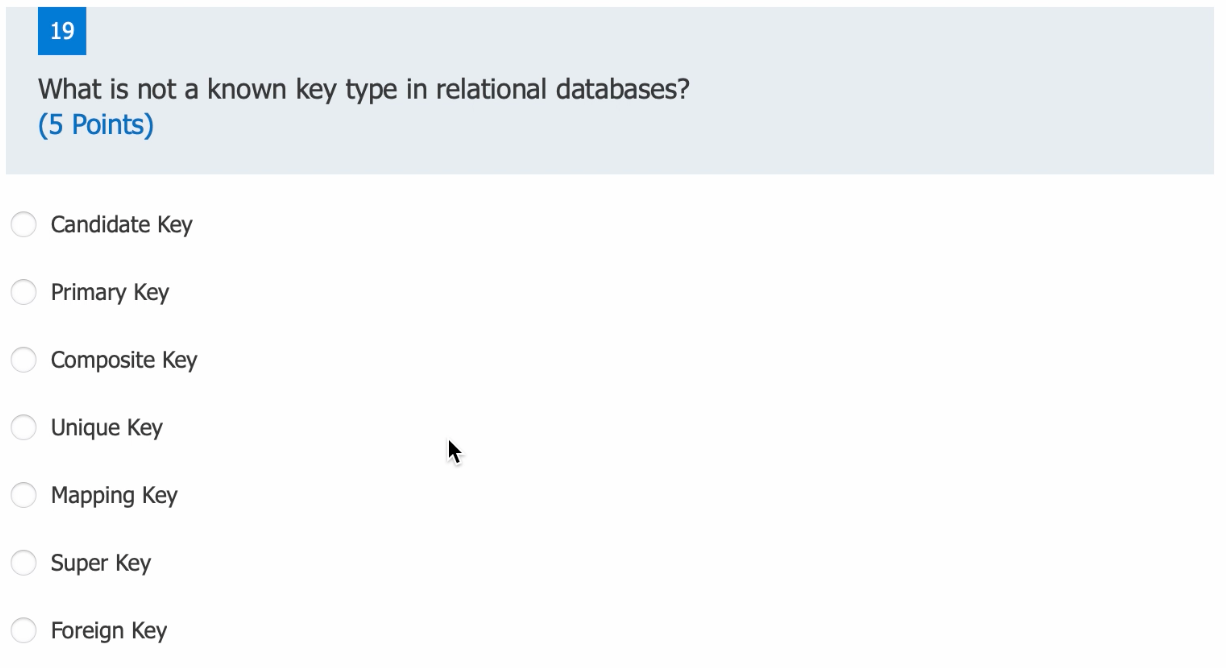 19
What is not a known key type in relational databases?
(5 Points)
Candidate Key
Primary Key
Composite Key
Unique Key
Mapping Key
Super Key
Foreign Key